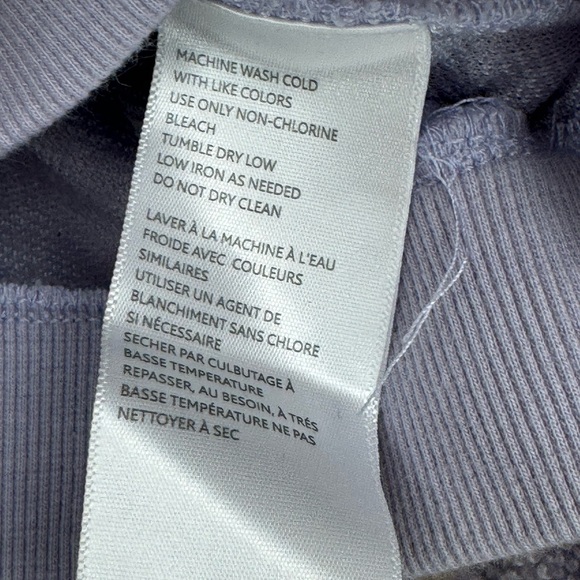 MACHINE WASH COLD
WITH LIKE COLORS
USE ONLY NON-CHLORINE
BLEACH
TUMBLE DRY LOW
LOW IRON AS NEEDED
DO NOT DRY CLEAN
LAVER À LA MACHINE À L'EAU
FROIDE AVEC COULEURS
SIMILAIRES
UTILISER UN AGENT DE
BLANCHIMENT SANS CHLORE
SI NÉCESSAIRE
SECHER PAR CULBUTAGE À
BASSE TEMPERATURE
REPASSER, AU BESOIN, À TRÉS
BASSE TEMPÉRATURE NE PAS
NETTOYER À SEC